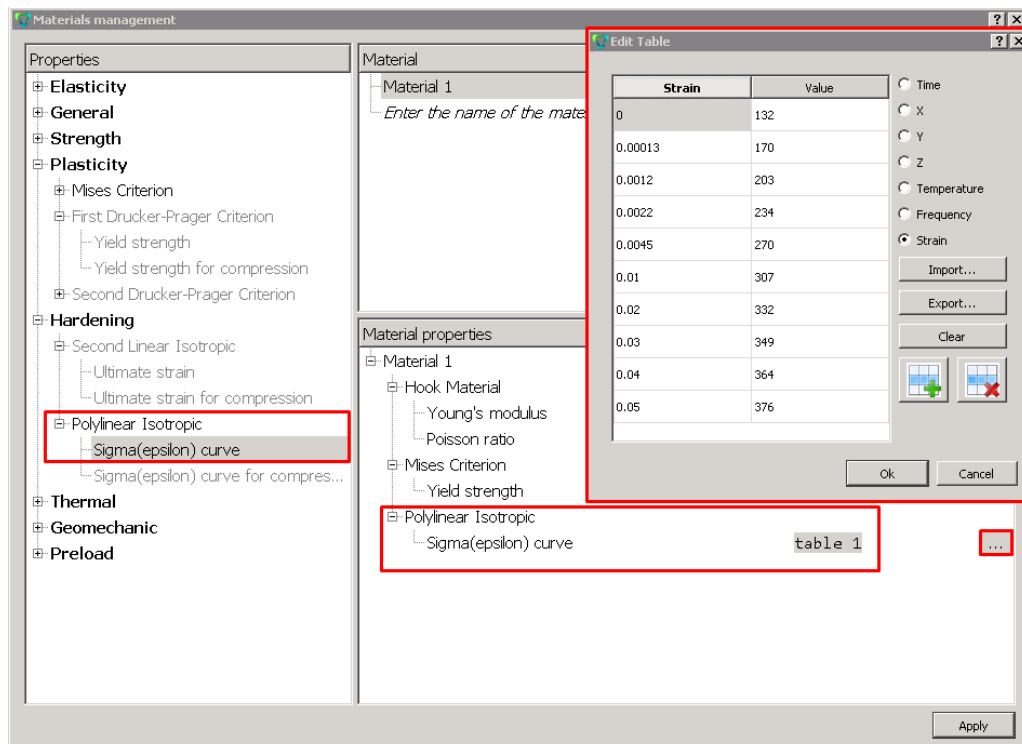 Materials management
Properties
Elasticity
General
Strength
Plasticity
Mises Criterion
First Drucker-Prager Criterion
Yield strength
Yield strength for compression
Second Drucker-Prager Criterion
Hardening
Second Linear Isotropic
Ultimate strain
Ultimate strain for compression
Polylinear Isotropic
Sigma(epsilon) curve
Sigma(epsilon) curve for compres...
Thermal
Geomechanic
Preload
Material
Material 1
Enter the name of the mate
Material properties
Material 1
Hook Material
Young's modulus
Poisson ratio
Mises Criterion
Yield strength
Polylinear Isotropic
Sigma(epsilon) curve table 1 ...
Apply
Edit Table
Strain Value
0 132
0.00013 170
0.0012 203
0.0022 234
0.0045 270
0.01 307
0.02 332
0.03 349
0.04 364
0.05 376
Time
X
Y
Z
Temperature
Frequency
Strain
Import...
Export...
Clear
Ok Cancel